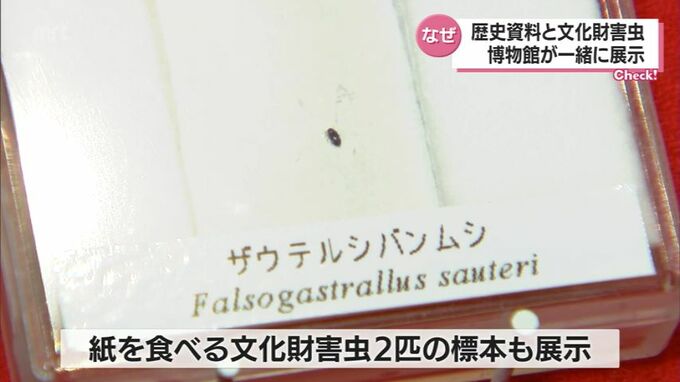 mrt
なぜ
歴史資料と文化財害虫
博物館が一緒に展示
Check!
ザウテルシバンムシ
Falsogastrallus sauteri
紙を食べる文化財害虫2匹の標本も展示